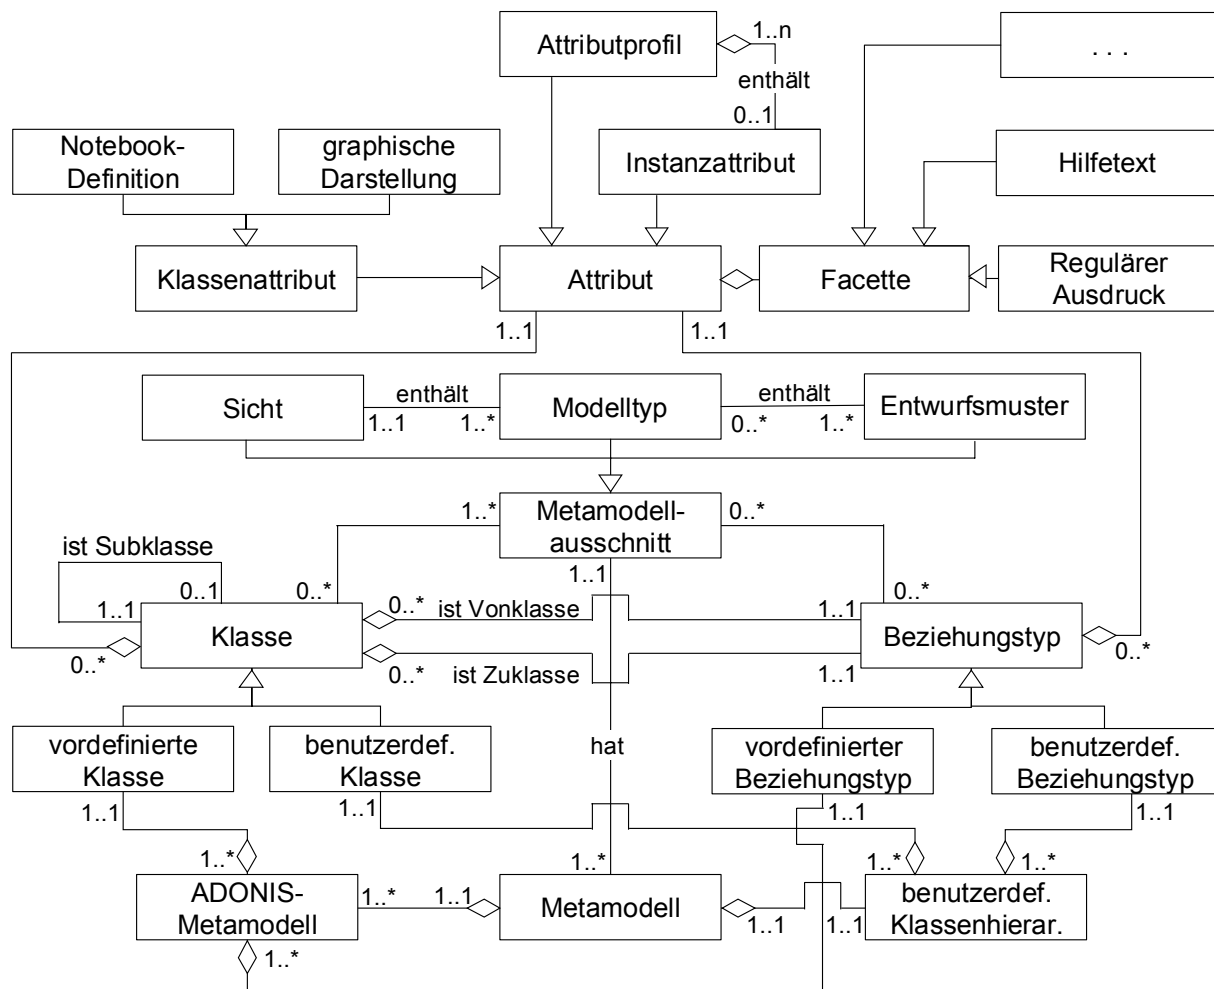 Attributprofil
1..n
. . .
enthält
0..1
Notebook-
Definition
graphische
Darstellung
Instanzattribut
Hilfetext
Klassenattribut
Attribut
Facette
Regulärer
Ausdruck
1..1
1..1
Sicht
enthält
1..1
1..*
Modelltyp
enthält
0..*
1..*
Entwurfsmuster
1..*
Metamodell-
ausschnitt
0..*
1..1
ist Subklasse
0..1
1..1
0..*
0..*
Klasse
0..*
0..*
ist Vonklasse
1..1
0..*
ist Zuklasse
1..1
Beziehungstyp
0..*
vordefinierte
Klasse
benutzerdef.
Klasse
hat
vordefinierter
Beziehungstyp
benutzerdef.
Beziehungstyp
1..1
1..1
1..1
1..1
1..*
1..*
1..*
1..*
ADONIS-
Metamodell
1..*
1..1
Metamodell
1..1
1..1
benutzerdef.
Klassenhierar.
1..*